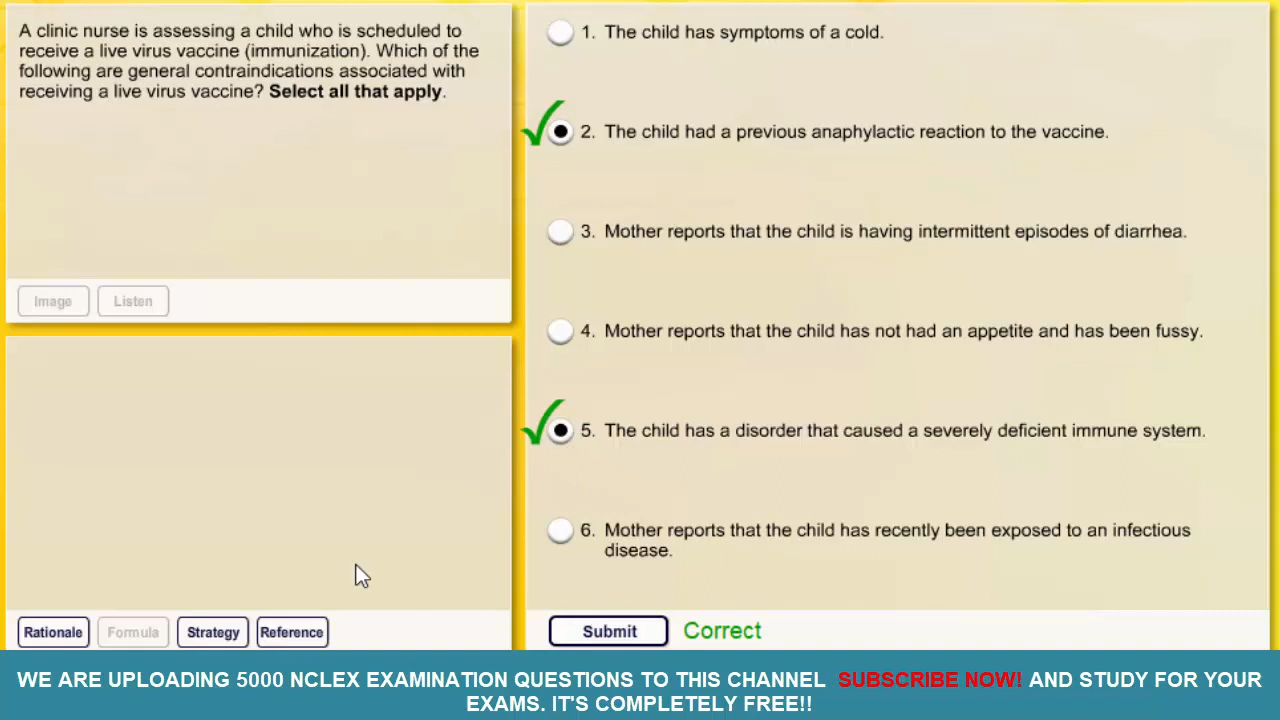 A clinic nurse is assessing a child who is scheduled to
receive a live virus vaccine (immunization). Which of the
following are general contraindications associated with
receiving a live virus vaccine? Select all that apply.
Image Listen
Rationale Formula Strategy Reference
1. The child has symptoms of a cold.
2. The child had a previous anaphylactic reaction to the vaccine.
3. Mother reports that the child is having intermittent episodes of diarrhea.
4. Mother reports that the child has not had an appetite and has been fussy.
5. The child has a disorder that caused a severely deficient immune system.
6. Mother reports that the child has recently been exposed to an infectious
disease.
Submit Correct
WE ARE UPLOADING 5000 NCLEX EXAMINATION QUESTIONS TO THIS CHANNEL SUBSCRIBE NOW! AND STUDY FOR YOUR
EXAMS. IT'S COMPLETELY FREE!!